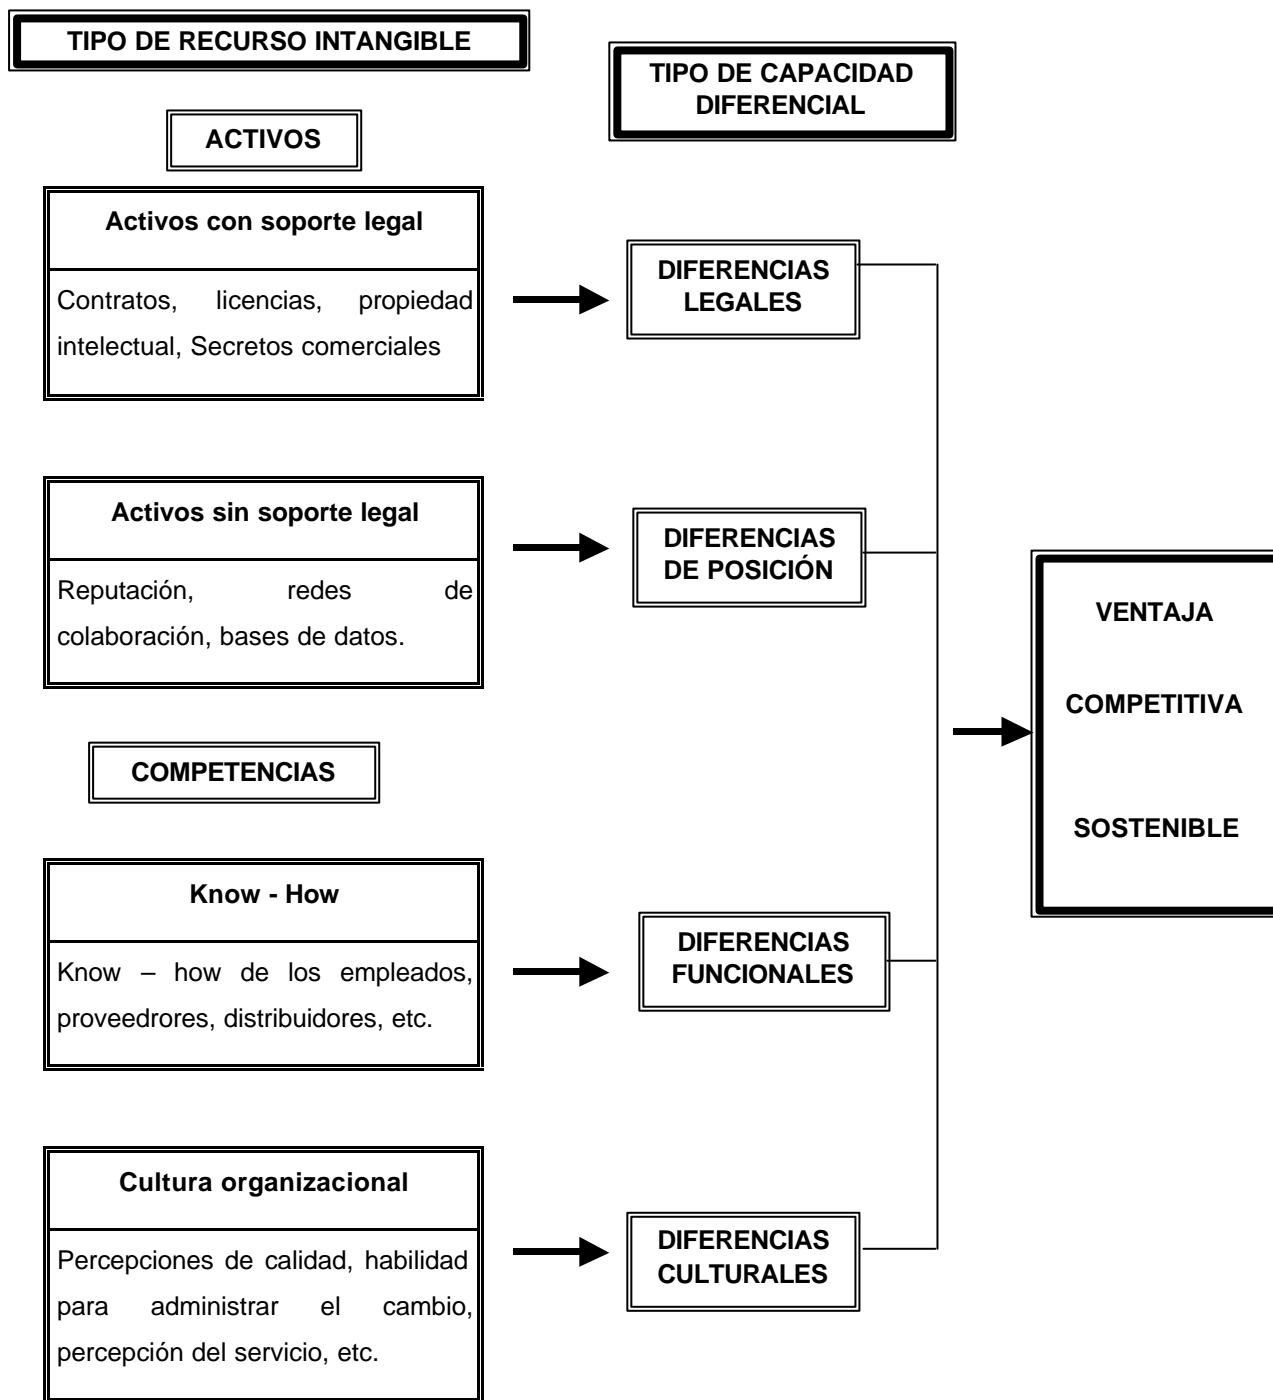 TIPO DE RECURSO INTANGIBLE
TIPO DE CAPACIDAD
DIFERENCIAL
ACTIVOS
Activos con soporte legal
Contratos, licencias, propiedad
intelectual, Secretos comerciales
DIFERENCIAS
LEGALES
Activos sin soporte legal
Reputación, redes de
colaboración, bases de datos.
DIFERENCIAS
DE POSICIÓN
VENTAJA
COMPETITIVA
SOSTENIBLE
COMPETENCIAS
Know - How
Know – how de los empleados,
proveedrores, distribuidores, etc.
DIFERENCIAS
FUNCIONALES
Cultura organizacional
Percepciones de calidad, habilidad
para administrar el cambio,
percepción del servicio, etc.
DIFERENCIAS
CULTURALES